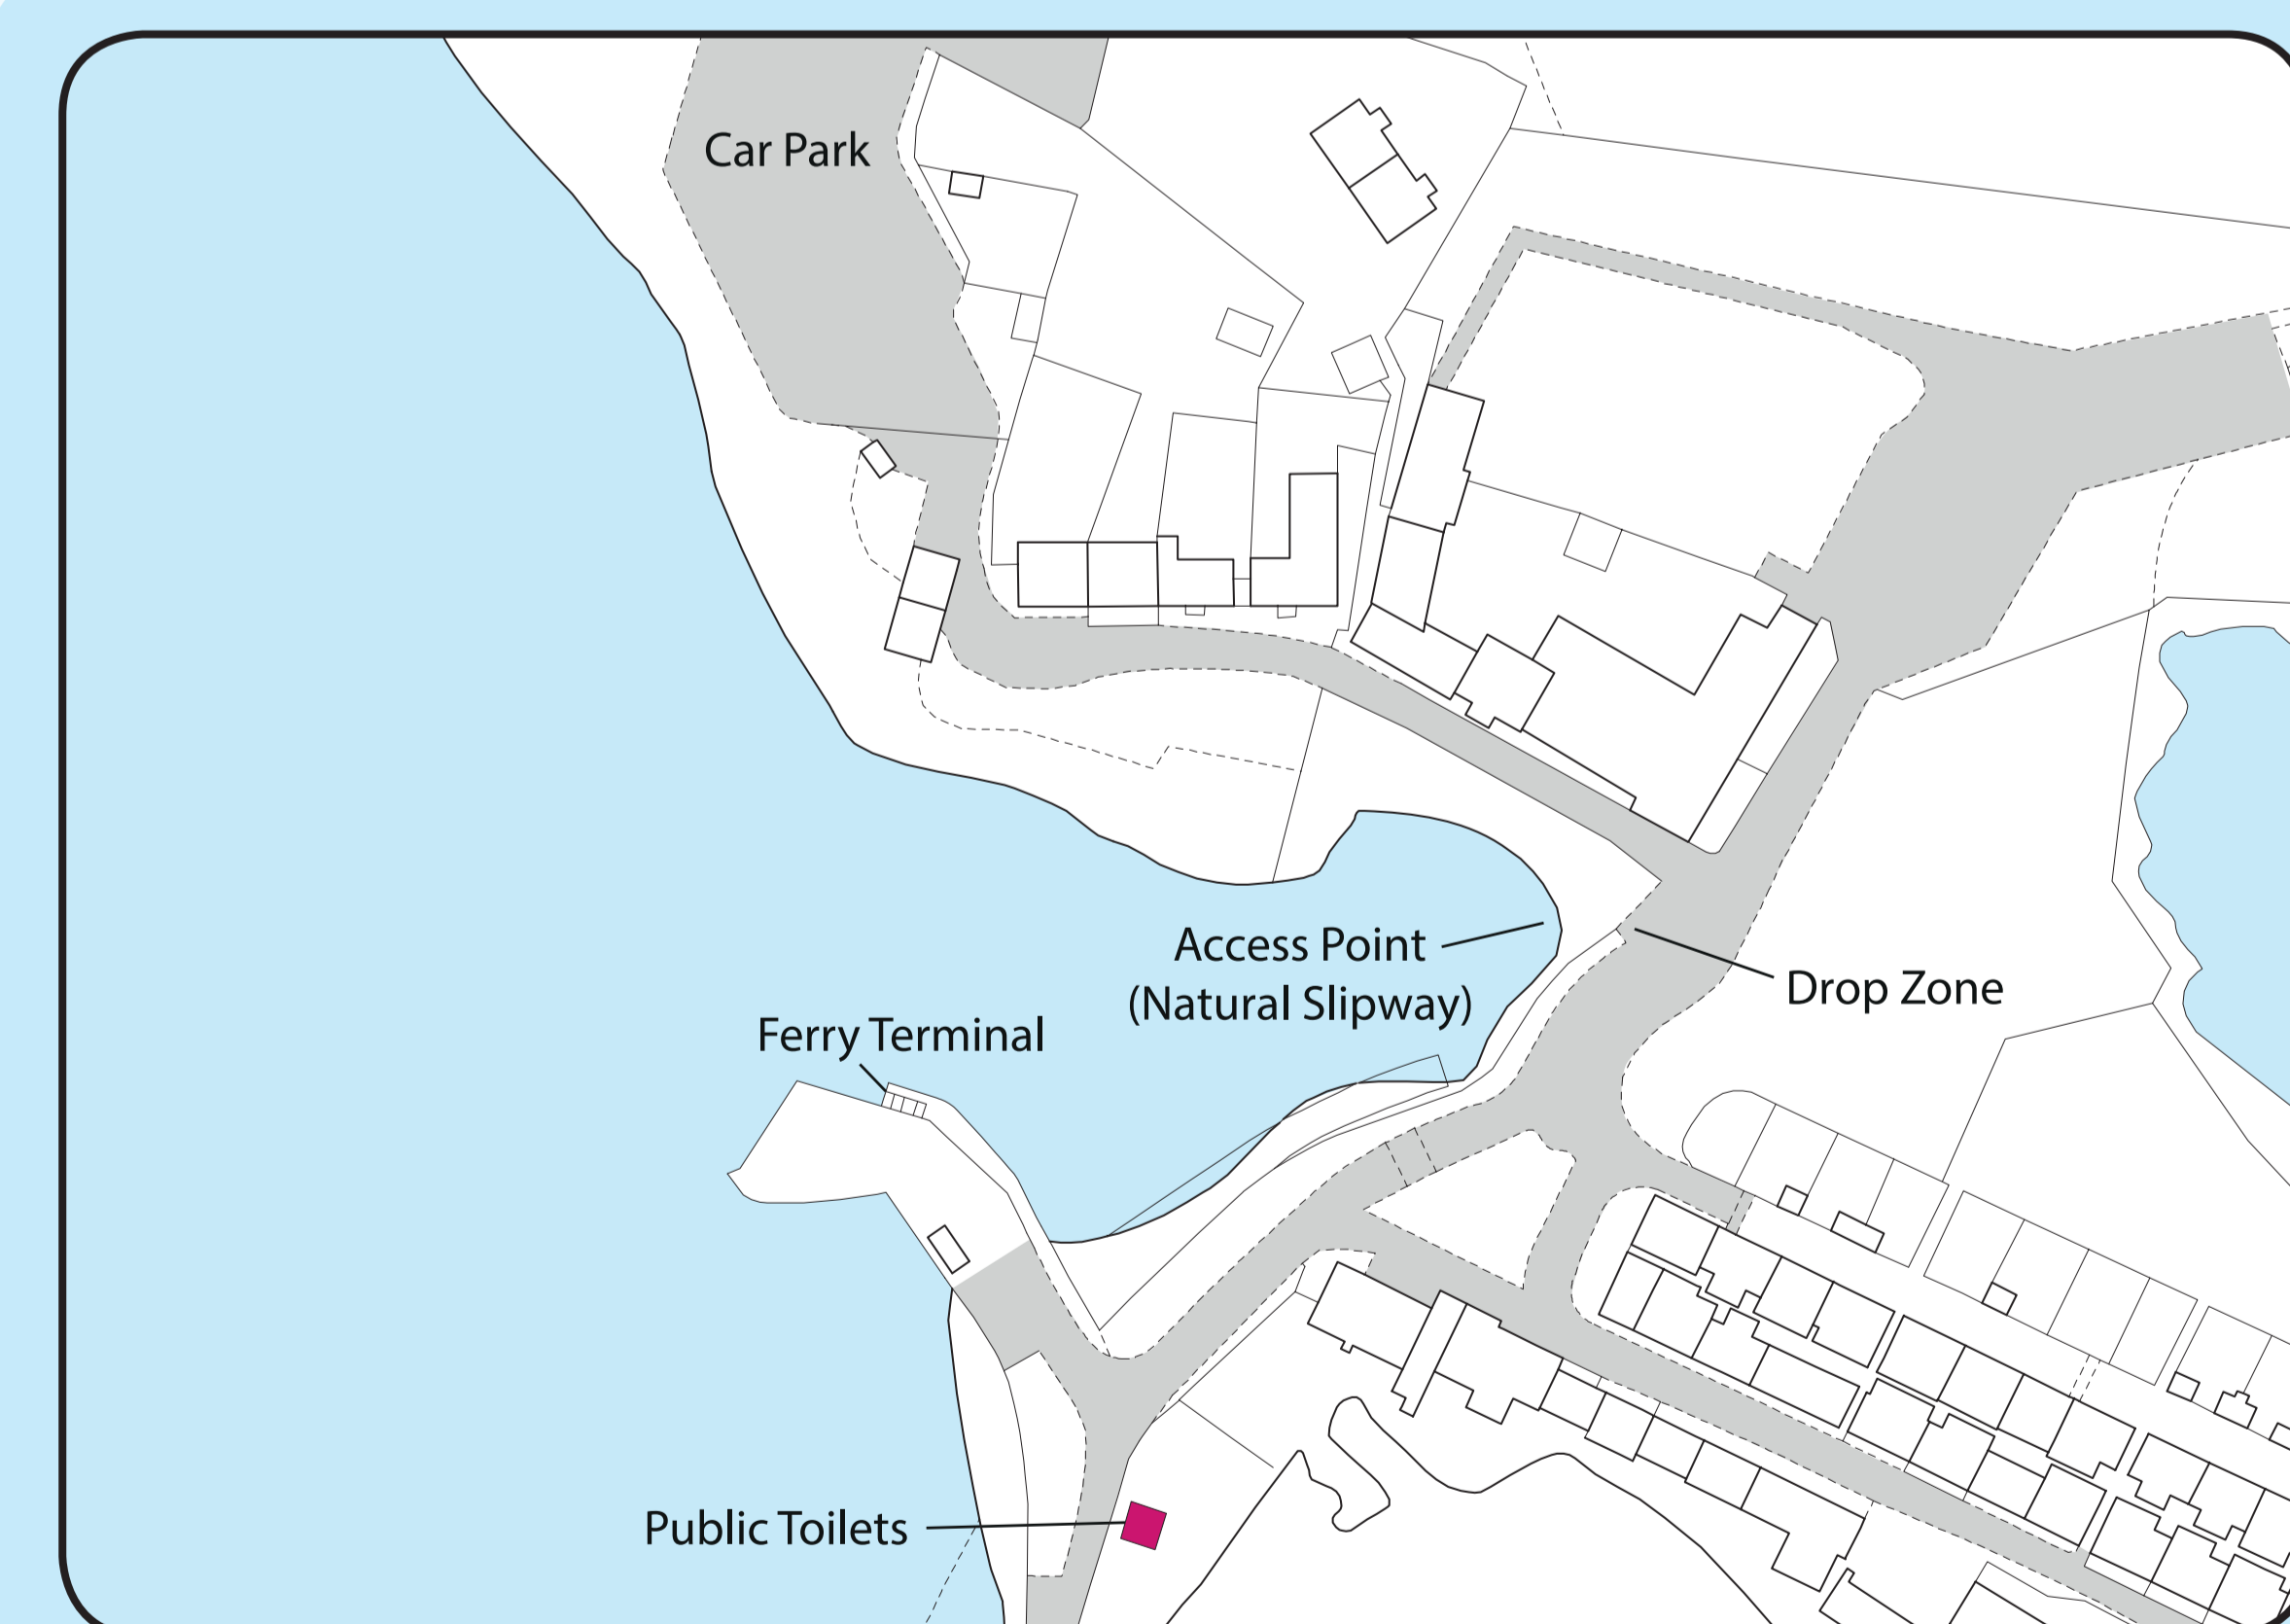 Car Park
Access Point
(Natural Slipway)
Drop Zone
Ferry Terminal
Public Toilets